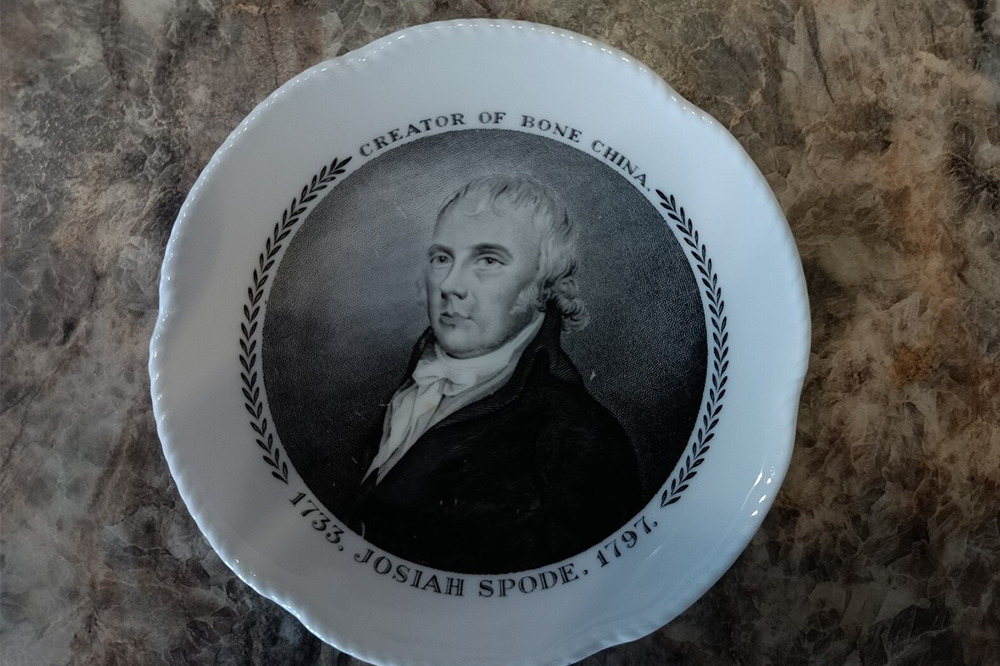 CREATOR OF BONE CHINA.
1733. JOSIAH SPODE. 1797.